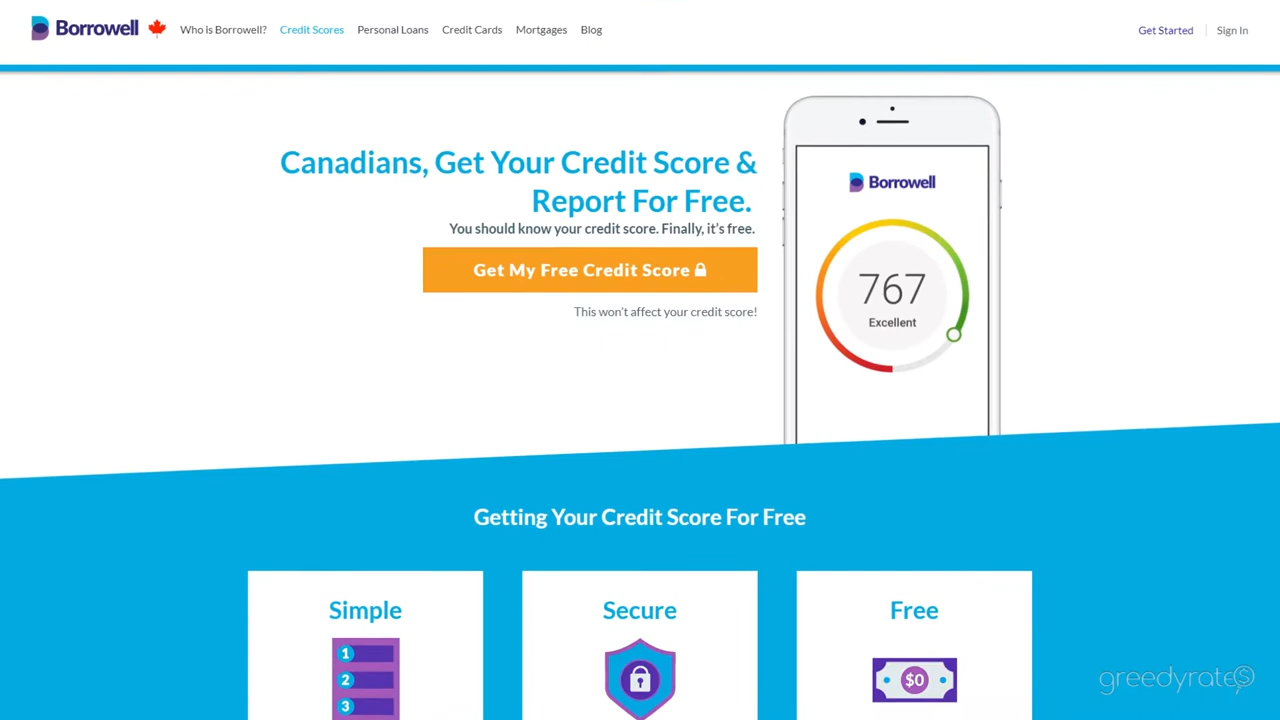 Borrowell
Who is Borrowell?
Credit Scores
Personal Loans
Credit Cards
Mortgages
Blog
Get Started
Sign In
Canadians, Get Your Credit Score &
Report For Free.
You should know your credit score. Finally, it's free.
Get My Free Credit Score
This won't affect your credit score!
Borrowell
767
Excellent
Getting Your Credit Score For Free
Simple
1
2
3
Secure
Free
$0
greedyrates